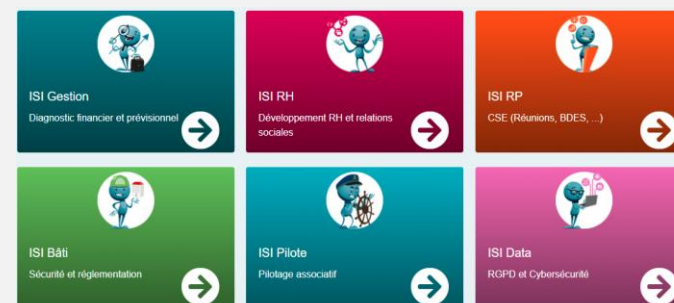 ISI Gestion
Diagnostic financier et prévisionnel
ISI RH
Développement RH et relations
sociales
ISI RP
CSE (Réunions, BDES, ...)
ISI Bâti
Sécurité et réglementation
ISI Pilote
Pilotage associatif
ISI Data
RGPD et Cybersécurité